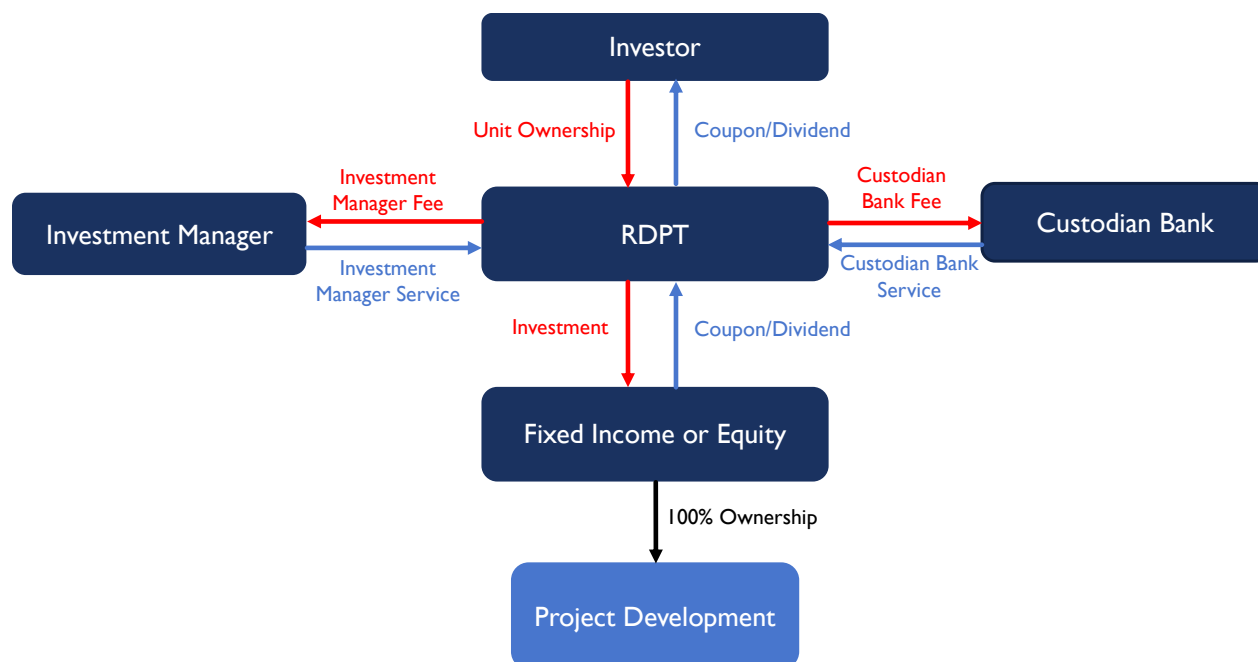 Investor
Unit Ownership
Coupon/Dividend
Investment
Manager Fee
Custodian
Bank Fee
Investment Manager
RDPT
Custodian Bank
Investment
Manager Service
Custodian Bank
Service
Investment
Coupon/Dividend
Fixed Income or Equity
100% Ownership
Project Development